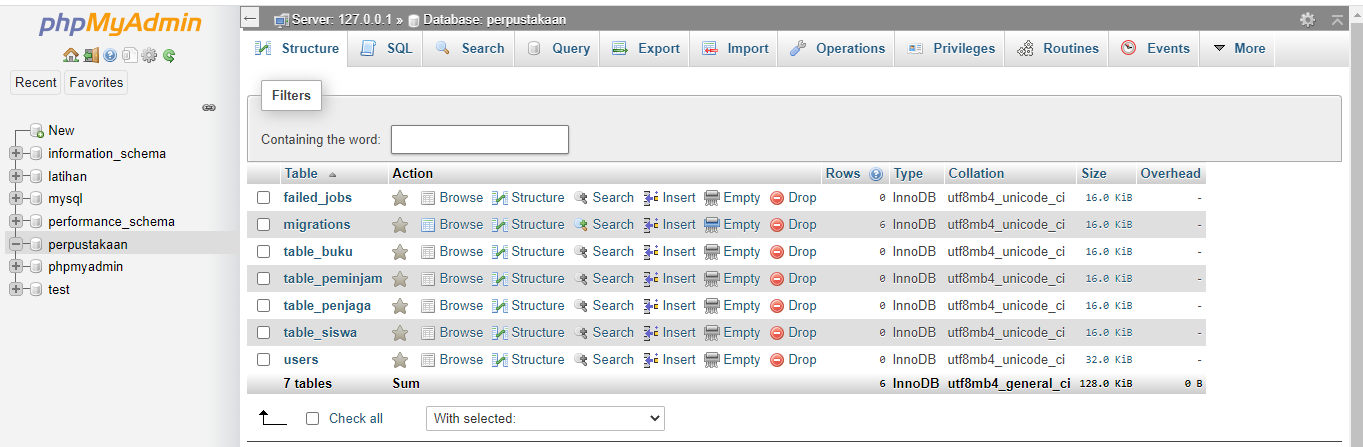 phpMyAdmin
Recent Favorites
New
information_schema
latihan
mysql
performance_schema
perpustakaan
phpmyadmin
test
Server: 127.0.0.1 » Database: perpustakaan
Structure SQL Search Query Export Import Operations Privileges Routines Events More
Filters
Containing the word:
Table Action Rows Type Collation Size Overhead
failed_jobs Browse Structure Search Insert Empty Drop 0 InnoDB utf8mb4_unicode_ci 16.0 KiB -
migrations Browse Structure Search Insert Empty Drop 6 InnoDB utf8mb4_unicode_ci 16.0 KiB -
table_buku Browse Structure Search Insert Empty Drop 0 InnoDB utf8mb4_unicode_ci 16.0 KiB -
table_peminjam Browse Structure Search Insert Empty Drop 0 InnoDB utf8mb4_unicode_ci 16.0 KiB -
table_penjaga Browse Structure Search Insert Empty Drop 0 InnoDB utf8mb4_unicode_ci 16.0 KiB -
table_siswa Browse Structure Search Insert Empty Drop 0 InnoDB utf8mb4_unicode_ci 16.0 KiB -
users Browse Structure Search Insert Empty Drop 0 InnoDB utf8mb4_unicode_ci 32.0 KiB -
7 tables Sum 6 InnoDB utf8mb4_general_ci 128.0 KiB 0 B
Check all With selected: